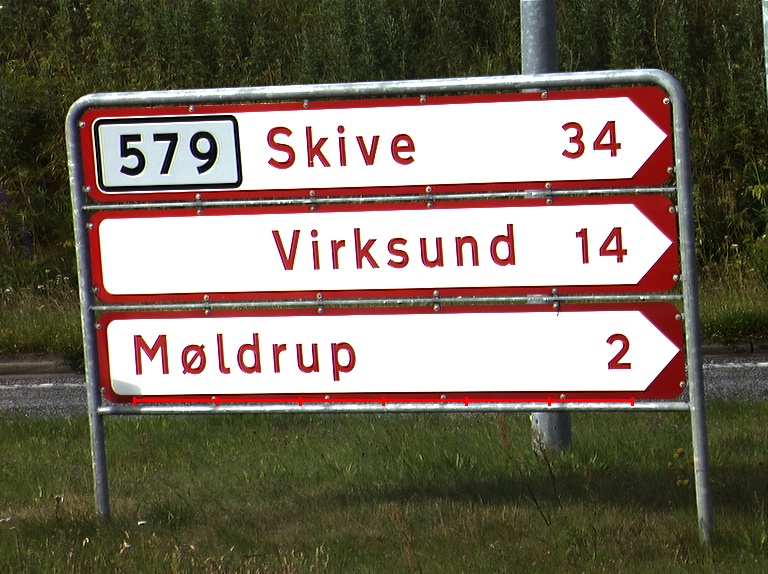 579 Skive 34
Virksund 14
Møldrup 2